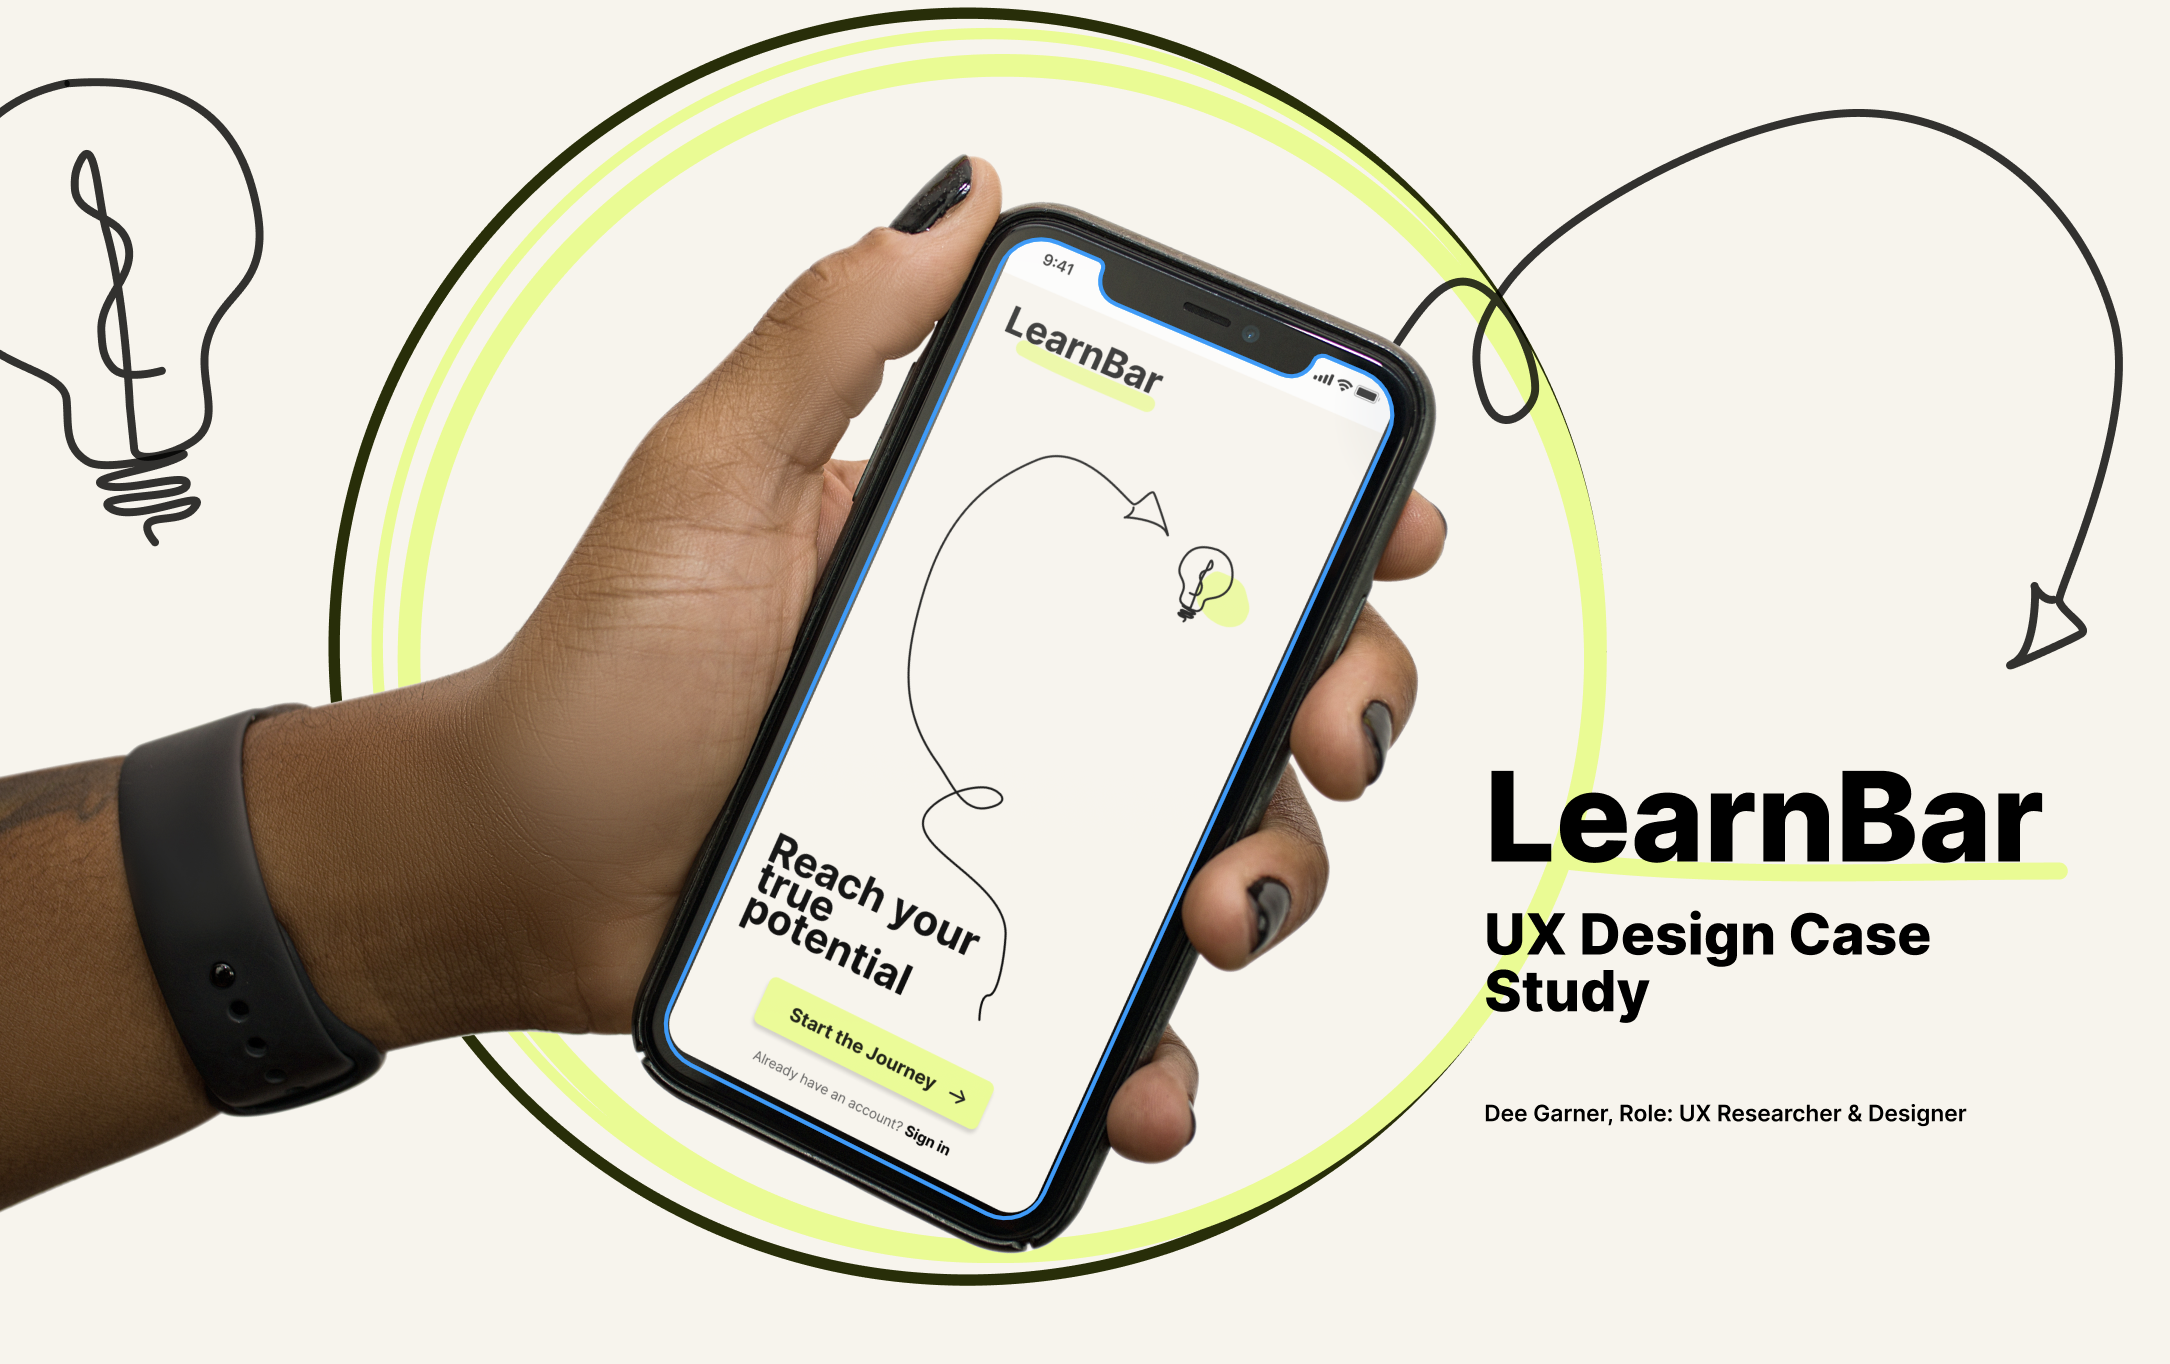 9:41
LearnBar
Reach your
true
potential
Start the Journey
Already have an account? Sign in
LearnBar
UX Design Case
Study
Dee Garner, Role: UX Researcher & Designer